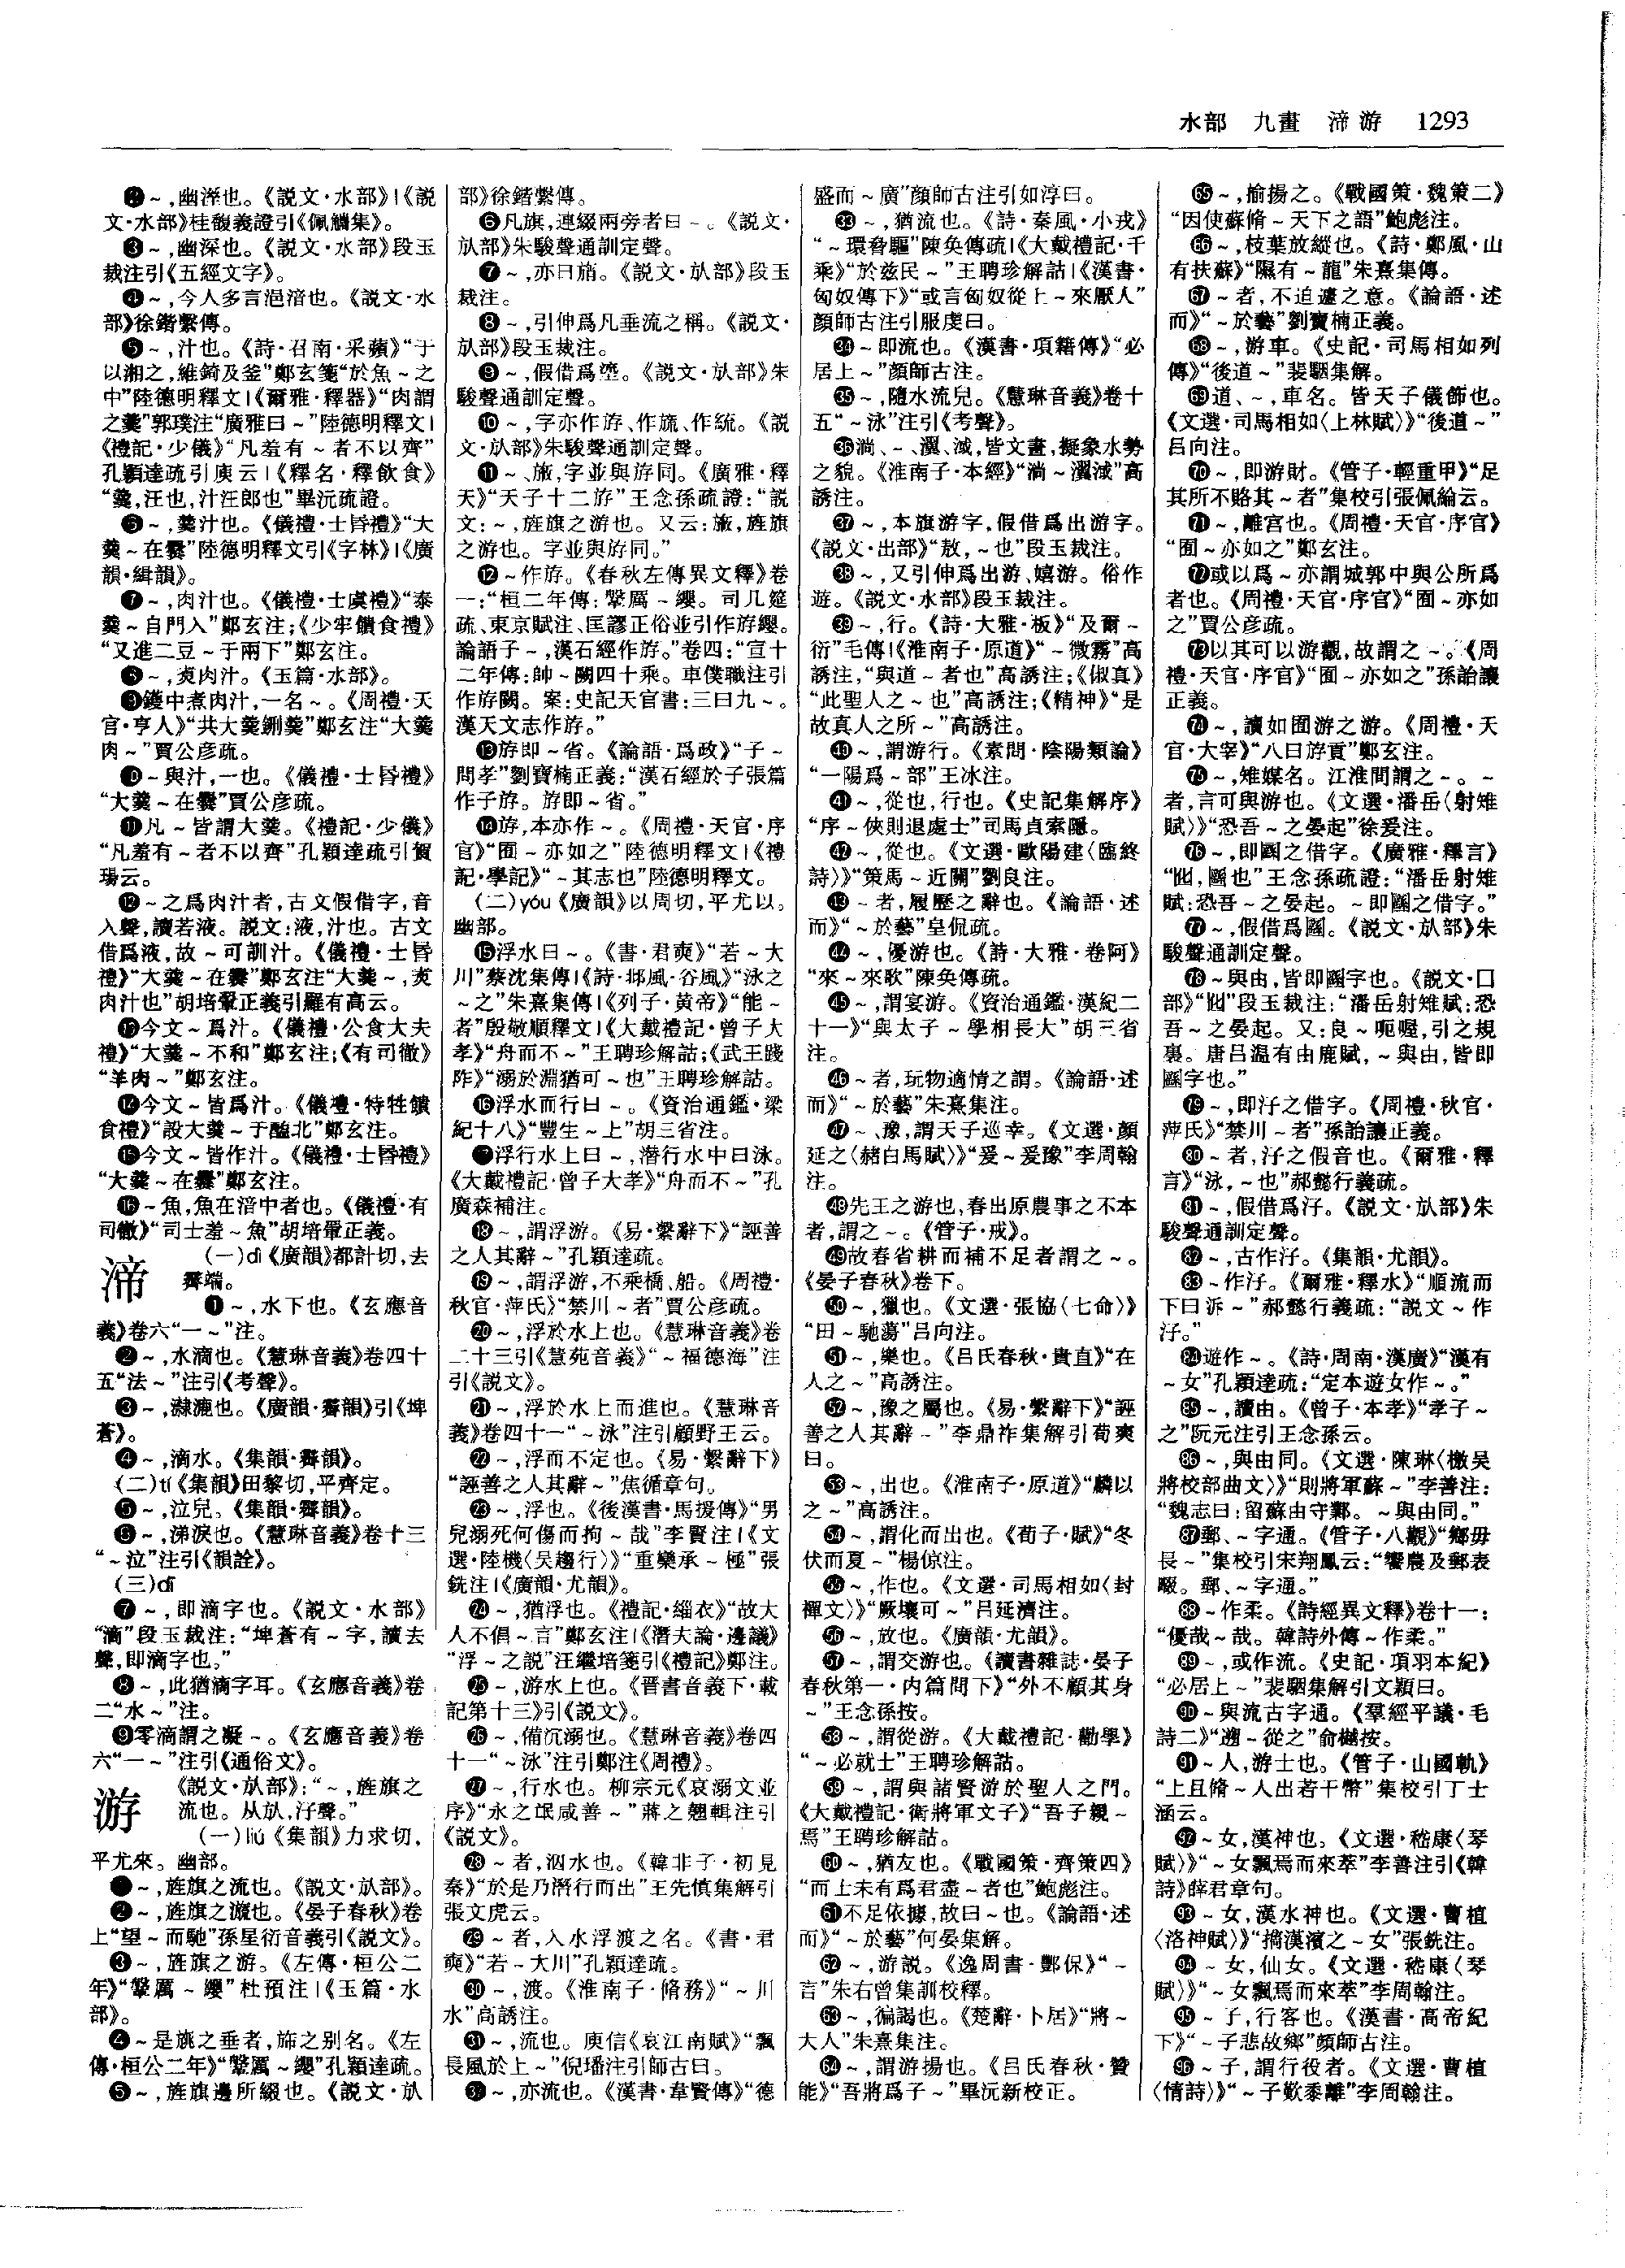 水部　九畫　渧游　1293
❷～,幽溼也。《説文·水部》|《説
文·水部》桂馥義證引《佩觿集》。
❸～,幽深也。《説文·水部》段玉
裁注引《五經文字》。
❹～,今人多言浥湆也。《説文·水
部》徐鍇繫傳。
❺～,汁也。《詩·召南·采蘋》“于
以湘之,維錡及釜”鄭玄箋“於魚～之
中”陸德明釋文|《爾雅·釋器》“肉謂
之羹”郭璞注“廣雅曰～”陸德明釋文|
《禮記·少儀》“凡羞有～者不以齊”
孔穎達疏引庾云|《釋名·釋飲食》
“羹,汪也,汁汪郎也”畢沅疏證。
❻～,羹汁也。《儀禮·士昏禮》“大
羹～在爨”陸德明釋文引《字林》|《廣
韻·緝韻》。
❼～,肉汁也。《儀禮·士虞禮》“泰
羹～自門入”鄭玄注;《少牢饋食禮》
“又進二豆～于兩下”鄭玄注。
❽～,煮肉汁。《玉篇·水部》。
❾鑊中煮肉汁,一名～。《周禮·天
官·亨人》“共大羹鉶羹”鄭玄注“大羹
肉～”賈公彦疏。
❿～與汁,一也。《儀禮·士昏禮》
“大羹～在爨”賈公彦疏。
⓫凡～皆謂大羹。《禮記·少儀》
“凡羞有～者不以齊”孔穎達疏引賀
瑒云。
⓬～之爲肉汁者,古文假借字,音
入聲,讀若液。説文:液,汁也。古文
借爲液,故～可訓汁。《儀禮·士昏
禮》“大羹～在爨”鄭玄注“大羹～,煮
肉汁也”胡培翬正義引羅有高云。
⓭今文～爲汁。《儀禮·公食大夫
禮》“大羹～不和”鄭玄注;《有司徹》
“羊肉～”鄭玄注。
⓮今文～皆爲汁。《儀禮·特牲饋
食禮》“設大羹～于醢北”鄭玄注。
⓯今文～皆作汁。《儀禮·士昏禮》
“大羹～在爨”鄭玄注。
⓰～魚,魚在湆中者也。《儀禮·有
司徹》“司士羞～魚”胡培翬正義。
渧　(一)dì《廣韻》都計切,去
霽端。
❶～,水下也。《玄應音
義》卷六“一～”注。
❷～,水滴也。《慧琳音義》卷四十
五“法～”注引《考聲》。
❸～,漉漉也。《廣韻·霽韻》引《埤
蒼》。
❹～,滴水。《集韻·霽韻》。
(二)tí《集韻》田黎切,平齊定。
❺～,泣皃。《集韻·霽韻》。
❻～,涕淚也。《慧琳音義》卷十三
“～泣”注引《韻詮》。
(三)dī
❼～,即滴字也。《説文·水部》
“滴”段玉裁注:“埤蒼有～字,讀去
聲,即滴字也。”
❽～,此猶滴字耳。《玄應音義》卷
二“水～”注。
❾零滴謂之凝～。《玄應音義》卷
六“一～”注引《通俗文》。
游　《説文·㫃部》:“～,旌旗之
流也。从㫃,汓聲。”
(一)liú《集韻》力求切,
平尤來。幽部。
❶～,旌旗之流也。《説文·㫃部》。
❷～,旌旗之瀏也。《晏子春秋》卷
上“望～而馳”孫星衍音義引《説文》。
❸～,旌旗之游。《左傳·桓公二
年》“鞶厲～纓”杜預注|《玉篇·水
部》。
❹～是旗之垂者,斾之别名。《左
傳·桓公二年》“鞶厲～纓”孔穎達疏。
❺～,旌旗邊所綴也。《説文·㫃
部》徐鍇繫傳。
❻凡旗,連綴兩旁者曰～。《説文·
㫃部》朱駿聲通訓定聲。
❼～,亦曰旓。《説文·㫃部》段玉
裁注。
❽～,引伸爲凡垂流之稱。《説文·
㫃部》段玉裁注。
❾～,假借爲壅。《説文·㫃部》朱
駿聲通訓定聲。
❿～,字亦作斿、作旒、作統。《説
文·㫃部》朱駿聲通訓定聲。
⓫～、旒,字並與斿同。《廣雅·釋
天》“天子十二斿”王念孫疏證:“説
文:～,旌旗之游也。又云:旒,旌旗
之游也。字並與斿同。”
⓬～作斿。《春秋左傳異文釋》卷
一:“桓二年傳:鞶厲～纓。司几筵
疏、東京賦注、匡謬正俗並引作斿纓。
論語子～,漢石經作斿。”卷四:“宣十
二年傳:帥～闕四十乘。車僕職注引
作斿闕。案:史記天官書:三曰九～。
漢天文志作斿。”
⓭斿即～省。《論語·爲政》“子～
問孝”劉寶楠正義:“漢石經於子張篇
作子斿。斿即～省。”
⓮斿,本亦作～。《周禮·天官·序
官》“囿～亦如之”陸德明釋文|《禮
記·學記》“～其志也”陸德明釋文。
(二)yóu《廣韻》以周切,平尤以。
幽部。
⓯浮水曰～。《書·君奭》“若～大
川”蔡沈集傳|《詩·邶風·谷風》“泳之
～之”朱熹集傳|《列子·黄帝》“能～
者”殷敬順釋文|《大戴禮記·曾子大
孝》“舟而不～”王聘珍解詁;《武王踐
阼》“溺於淵猶可～也”王聘珍解詁。
⓰浮水而行曰～。《資治通鑑·梁
紀十八》“豐生～上”胡三省注。
⓱浮行水上曰～,潛行水中曰泳。
《大戴禮記·曾子大孝》“舟而不～”孔
廣森補注。
⓲～,謂浮游。《易·繫辭下》“誣善
之人其辭～”孔穎達疏。
⓳～,謂浮游,不乘橋、船。《周禮·
秋官·萍氏》“禁川～者”賈公彦疏。
⓴～,浮於水上也。《慧琳音義》卷
二十三引《慧苑音義》“～福德海”注
引《説文》。
㉑～,浮於水上而進也。《慧琳音
義》卷四十一“～泳”注引顧野王云。
㉒～,浮而不定也。《易·繫辭下》
“誣善之人其辭～”焦循章句。
㉓～,浮也。《後漢書·馬援傳》“男
兒溺死何傷而拘～哉”李賢注|《文
選·陸機〈吴趨行〉》“重欒承～極”張
銑注|《廣韻·尤韻》。
㉔～,猶浮也。《禮記·緇衣》“故大
人不倡～言”鄭玄注|《潛夫論·邊議》
“浮～之説”汪繼培箋引《禮記》鄭注。
㉕～,游水上也。《晋書音義下·載
記第十三》引《説文》。
㉖～,備沉溺也。《慧琳音義》卷四
十一“～泳”注引鄭注《周禮》。
㉗～,行水也。柳宗元《哀溺文並
序》“永之氓咸善～”蔣之翹輯注引
《説文》。
㉘～者,泅水也。《韓非子·初見
秦》“於是乃潛行而出”王先慎集解引
張文虎云。
㉙～者,入水浮渡之名。《書·君
奭》“若～大川”孔穎達疏。
㉚～,渡。《淮南子·脩務》“～川
水”高誘注。
㉛～,流也。庾信《哀江南賦》“飄
長風於上～”倪璠注引師古曰。
㉜～,亦流也。《漢書·韋賢傳》“德
盛而～廣”顔師古注引如淳曰。
㉝～,猶流也。《詩·秦風·小戎》
“～環脅驅”陳奂傳疏|《大戴禮記·千
乘》“於兹民～”王聘珍解詁|《漢書·
匈奴傳下》“或言匈奴從上～來厭人”
顔師古注引服虔曰。
㉞～即流也。《漢書·項籍傳》“必
居上～”顔師古注。
㉟～,隨水流皃。《慧琳音義》卷十
五“～泳”注引《考聲》。
㊱淌、～、瀷、淢,皆文畫,擬象水勢
之貌。《淮南子·本經》“淌～瀷淢”高
誘注。
㊲～,本旗游字,假借爲出游字。
《説文·出部》“敖,～也”段玉裁注。
㊳～,又引伸爲出游、嬉游。俗作
遊。《説文·水部》段玉裁注。
㊴～,行。《詩·大雅·板》“及爾～
衍”毛傳|《淮南子·原道》“～微霧”高
誘注,“與道～者也”高誘注;《俶真》
“此聖人之～也”高誘注;《精神》“是
故真人之所～”高誘注。
㊵～,謂游行。《素問·陰陽類論》
“一陽爲～部”王冰注。
㊶～,從也,行也。《史記集解序》
“序～俠則退處士”司馬貞索隱。
㊷～,從也。《文選·歐陽建〈臨終
詩〉》“策馬～近關”劉良注。
㊸～者,履歷之辭也。《論語·述
而》“～於藝”皇侃疏。
㊹～,優游也。《詩·大雅·卷阿》
“來～來歌”陳奂傳疏。
㊺～,謂宴游。《資治通鑑·漢紀二
十一》“與太子～學相長大”胡三省
注。
㊻～者,玩物適情之謂。《論語·述
而》“～於藝”朱熹集注。
㊼～、豫,謂天子巡幸。《文選·顔
延之〈赭白馬賦〉》“爰～爰豫”李周翰
注。
㊽先王之游也,春出原農事之不本
者,謂之～。《管子·戒》。
㊾故春省耕而補不足者謂之～。
《晏子春秋》卷下。
㊿～,獵也。《文選·張協〈七命〉》
“田～馳蕩”吕向注。
51～,樂也。《吕氏春秋·貴直》“在
人之～”高誘注。
52～,豫之屬也。《易·繫辭下》“誣
善之人其辭～”李鼎祚集解引荀爽
曰。
53～,出也。《淮南子·原道》“驎以
之～”高誘注。
54～,謂化而出也。《荀子·賦》“冬
伏而夏～”楊倞注。
55～,作也。《文選·司馬相如〈封
禪文〉》“厥壤可～”吕延濟注。
56～,放也。《廣韻·尤韻》。
57～,謂交游也。《讀書雜誌·晏子
春秋第一·内篇問下》“外不顧其身
～”王念孫按。
58～,謂從游。《大戴禮記·勸學》
“～必就士”王聘珍解詁。
59～,謂與諸賢游於聖人之門。
《大戴禮記·衛將軍文子》“吾子親～
焉”王聘珍解詁。
60～,猶友也。《戰國策·齊策四》
“而士未有爲君盡～者也”鮑彪注。
61不足依據,故曰～也。《論語·述
而》“～於藝”何晏集解。
62～,游説。《逸周書·酆保》“～
言”朱右曾集訓校釋。
63～,徧謁也。《楚辭·卜居》“將～
大人”朱熹集注。
64～,謂游揚也。《吕氏春秋·贊
能》“吾將爲子～”畢沅新校正。
65～,揄揚之。《戰國策·魏策二》
“因使蘇脩～天下之語”鮑彪注。
66～,枝葉放縱也。《詩·鄭風·山
有扶蘇》“隰有～龍”朱熹集傳。
67～者,不迫遽之意。《論語·述
而》“～於藝”劉寶楠正義。
68～,游車。《史記·司馬相如列
傳》“後道～”裴駰集解。
69道、～,車名。皆天子儀飾也。
《文選·司馬相如〈上林賦〉》“後道～”
吕向注。
70～,即游財。《管子·輕重甲》“足
其所不賂其～者”集校引張佩綸云。
71～,離宫也。《周禮·天官·序官》
“囿～亦如之”鄭玄注。
72或以爲～亦謂城郭中與公所爲
者也。《周禮·天官·序官》“囿～亦如
之”賈公彦疏。
73以其可以游觀,故謂之～。《周
禮·天官·序官》“囿～亦如之”孫詒讓
正義。
74～,讀如囿游之游。《周禮·天
官·大宰》“八曰斿貢”鄭玄注。
75～,雉媒名。江淮間謂之～。～
者,言可與游也。《文選·潘岳〈射雉
賦〉》“恐吾～之晏起”徐爰注。
76～,即圝之借字。《廣雅·釋言》
“囮,圝也”王念孫疏證:“潘岳射雉
賦:恐吾～之晏起。～即圝之借字。”
77～,假借爲圝。《説文·㫃部》朱
駿聲通訓定聲。
78～與由,皆即圝字也。《説文·囗
部》“囮”段玉裁注:“潘岳射雉賦:恐
吾～之晏起。又:良～呃喔,引之規
裏。唐吕温有由鹿賦,～與由,皆即
圝字也。”
79～,即汓之借字。《周禮·秋官·
萍氏》“禁川～者”孫詒讓正義。
80～者,汓之假音也。《爾雅·釋
言》“泳,～也”郝懿行義疏。
81～,假借爲汓。《説文·㫃部》朱
駿聲通訓定聲。
82～,古作汓。《集韻·尤韻》。
83～作汓。《爾雅·釋水》“順流而
下曰泝～”郝懿行義疏:“説文～作
汓。”
84遊作～。《詩·周南·漢廣》“漢有
～女”孔穎達疏:“定本遊女作～。”
85～,讀由。《曾子·本孝》“孝子～
之”阮元注引王念孫云。
86～,與由同。《文選·陳琳〈檄吴
將校部曲文〉》“則將軍蘇～”李善注:
“魏志曰:留蘇由守鄴。～與由同。”
87郵、～字通。《管子·八觀》“鄉毋
長～”集校引宋翔鳳云:“饗農及郵表
畷。郵、～字通。”
88～作柔。《詩經異文釋》卷十一:
“優哉～哉。韓詩外傳～作柔。”
89～,或作流。《史記·項羽本紀》
“必居上～”裴駰集解引文穎曰。
90～與流古字通。《羣經平議·毛
詩二》“遡～從之”俞樾按。
91～人,游士也。《管子·山國軌》
“上且脩～人出若干幣”集校引丁士
涵云。
92～女,漢神也。《文選·嵇康〈琴
賦〉》“～女飄焉而來萃”李善注引《韓
詩》薛君章句。
93～女,漢水神也。《文選·曹植
〈洛神賦〉》“攜漢濱之～女”張銑注。
94～女,仙女。《文選·嵇康〈琴
賦〉》“～女飄焉而來萃”李周翰注。
95～子,行客也。《漢書·高帝紀
下》“～子悲故鄉”顔師古注。
96～子,謂行役者。《文選·曹植
〈情詩〉》“～子歎黍離”李周翰注。